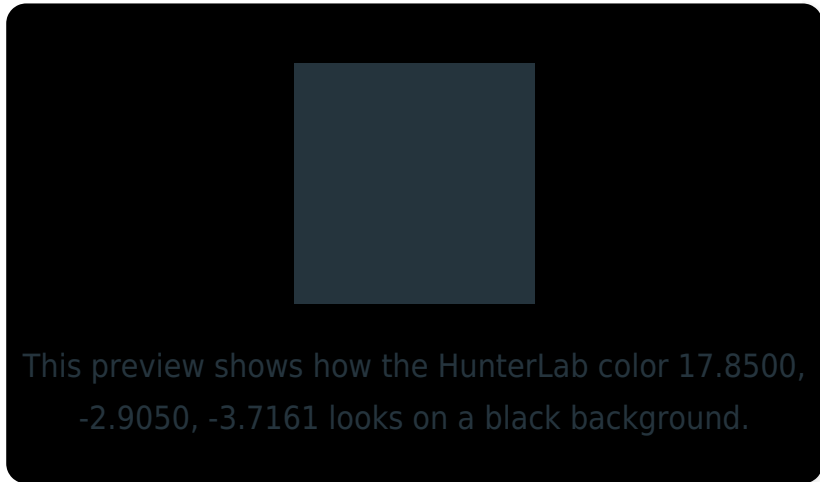 This preview shows how the HunterLab color 17.8500,
-2.9050, -3.7161 looks on a black background.